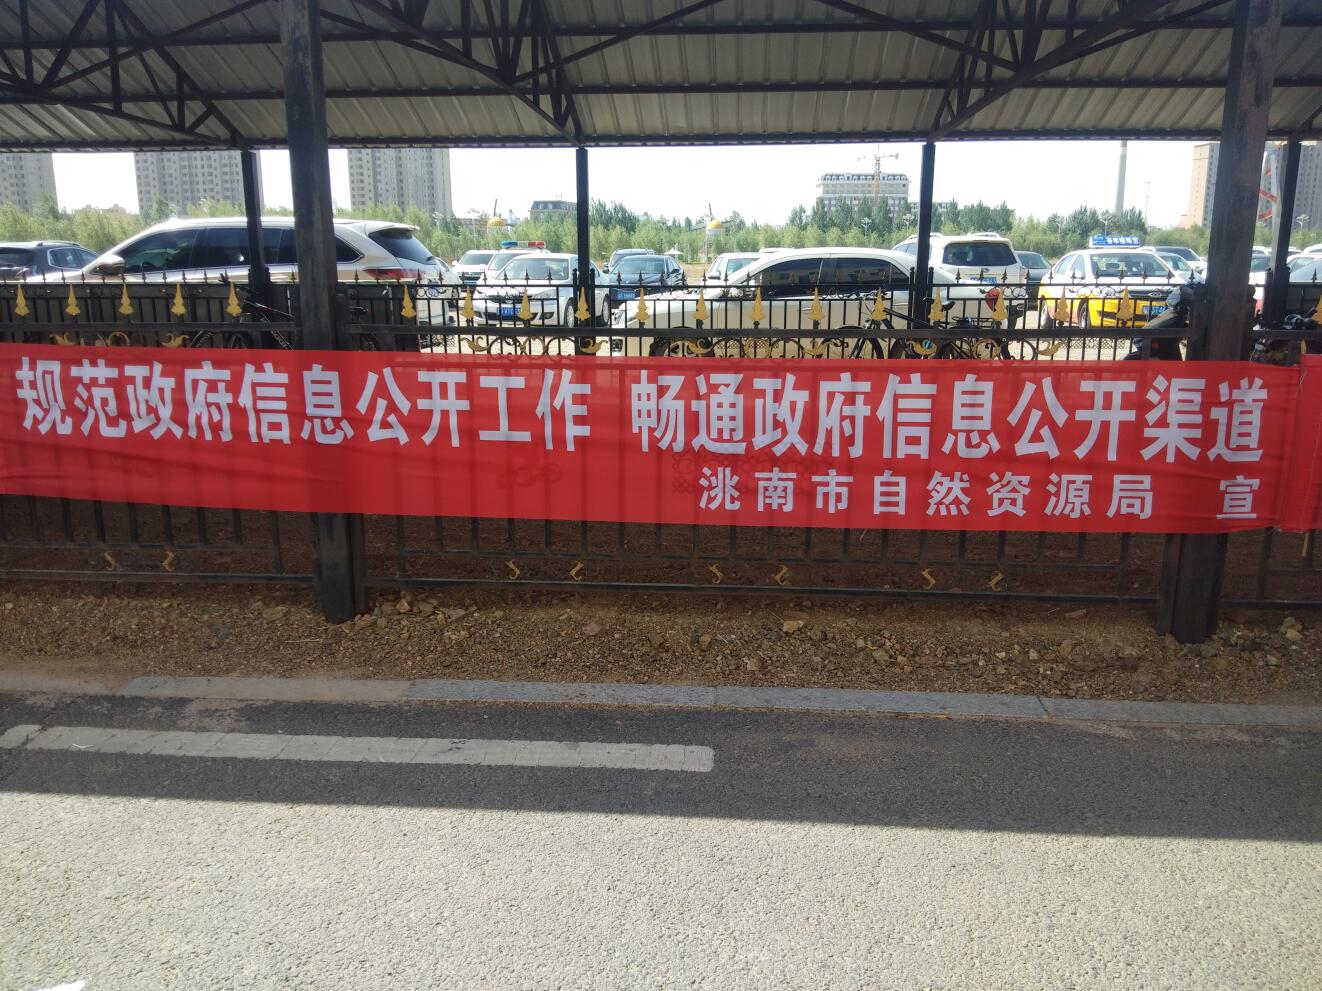 规范政府信息公开工作 畅通政府信息公开渠道
洮南市自然资源局 宣